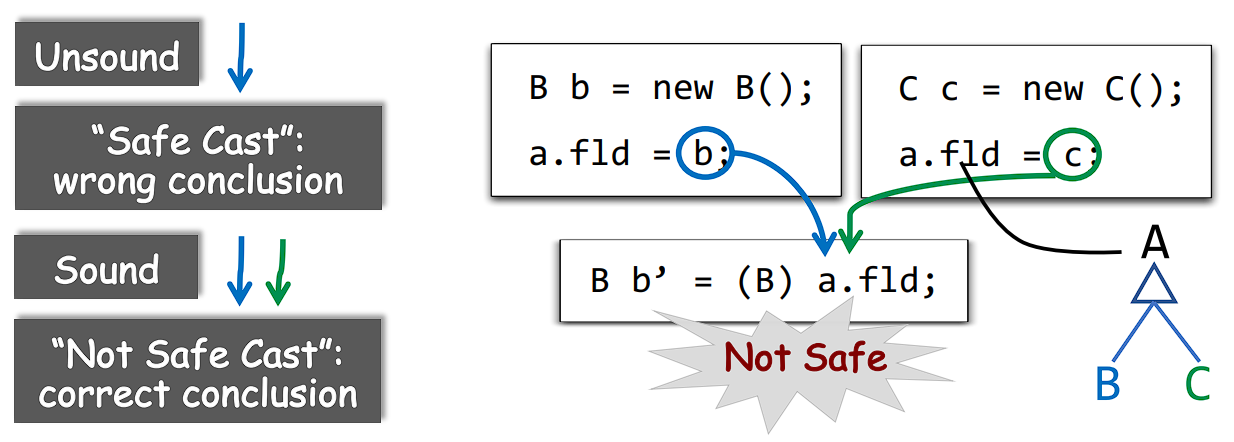 Unsound
“Safe Cast”:
wrong conclusion
Sound
“Not Safe Cast”:
correct conclusion
B b = new B();
a.fld = b;
C c = new C();
a.fld = c;
B b’ = (B) a.fld;
Not Safe
A
B
C